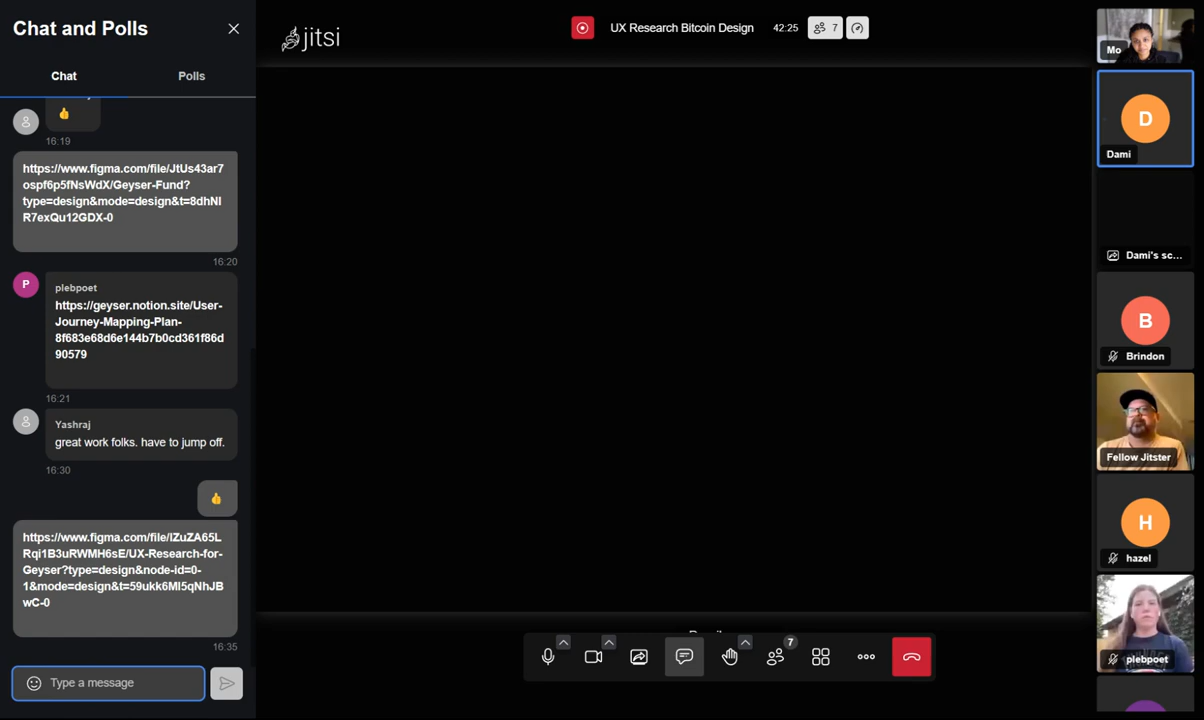 Chat and Polls
Chat
Polls
👍
16:19
https://www.figma.com/file/JtUs43ar7
ospf6p5fNsWdX/Geyser-Fund?
type=design&mode=design&t=8dhNI
R7exQu12GDX-0
16:20
P
plebpoet
https://geyser.notion.site/User-
Journey-Mapping-Plan-
8f683e68d6e144b7b0cd361f86d
90579
16:21
Yashraj
great work folks. have to jump off.
16:30
👍
https://www.figma.com/file/IZuZA65L
Rqi1B3uRWMH6sE/UX-Research-for-
Geyser?type=design&node-id=0-
1&mode=design&t=59ukk6MI5qNhJB
wC-0
16:35
Type a message
jitsi
UX Research Bitcoin Design
42:25
7
7
Mo
D
Dami
Dami's sc...
B
Brindon
Fellow Jitster
H
hazel
plebpoet